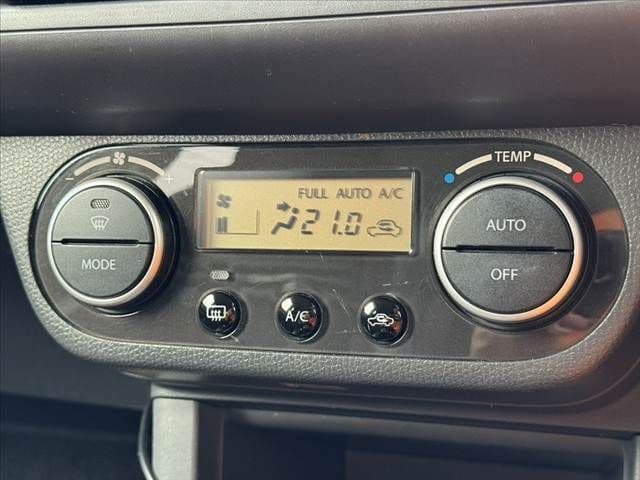 TEMP
FULL AUTO A/C
21.0
MODE
AUTO
OFF
A/C